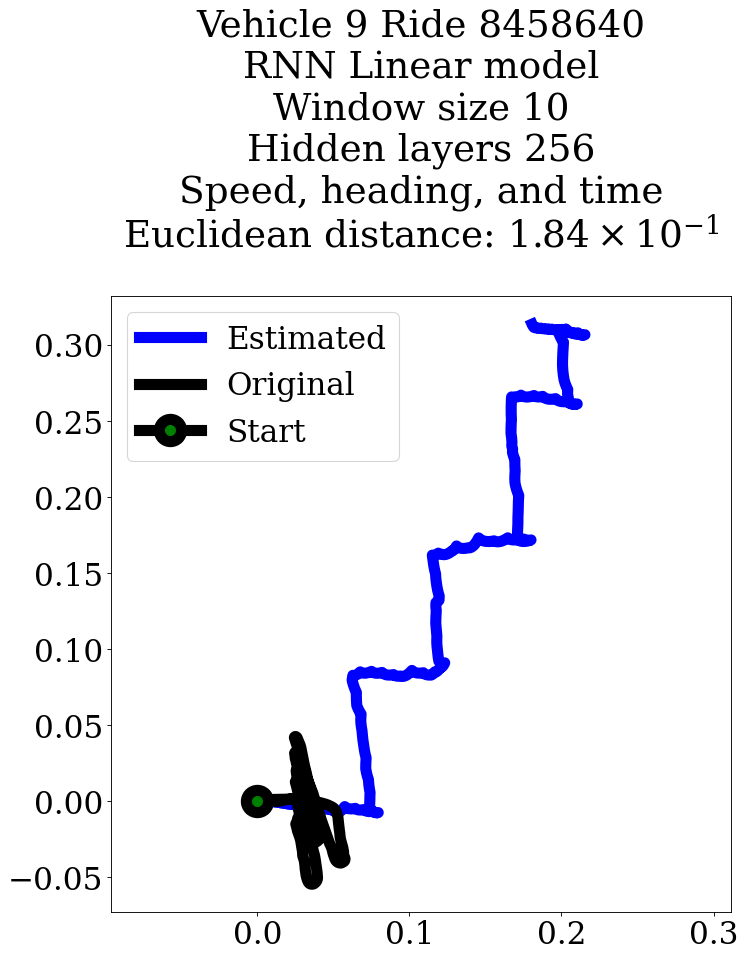 Vehicle 9 Ride 8458640
RNN Linear model
Window size 10
Hidden layers 256
Speed, heading, and time
Euclidean distance: 1.84 × 10⁻¹
Estimated
Original
Start
0.30
0.25
0.20
0.15
0.10
0.05
0.00
−0.05
0.0 0.1 0.2 0.3